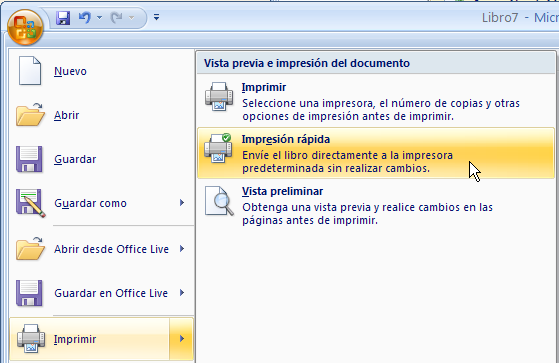 Libro7 - Micr
Nuevo
Abrir
Guardar
Guardar como
Abrir desde Office Live
Guardar en Office Live
Imprimir
Vista previa e impresión del documento
Imprimir
Seleccione una impresora, el número de copias y otras
opciones de impresión antes de imprimir.
Impresión rápida
Envíe el libro directamente a la impresora
predeterminada sin realizar cambios.
Vista preliminar
Obtenga una vista previa y realice cambios en las
páginas antes de imprimir.